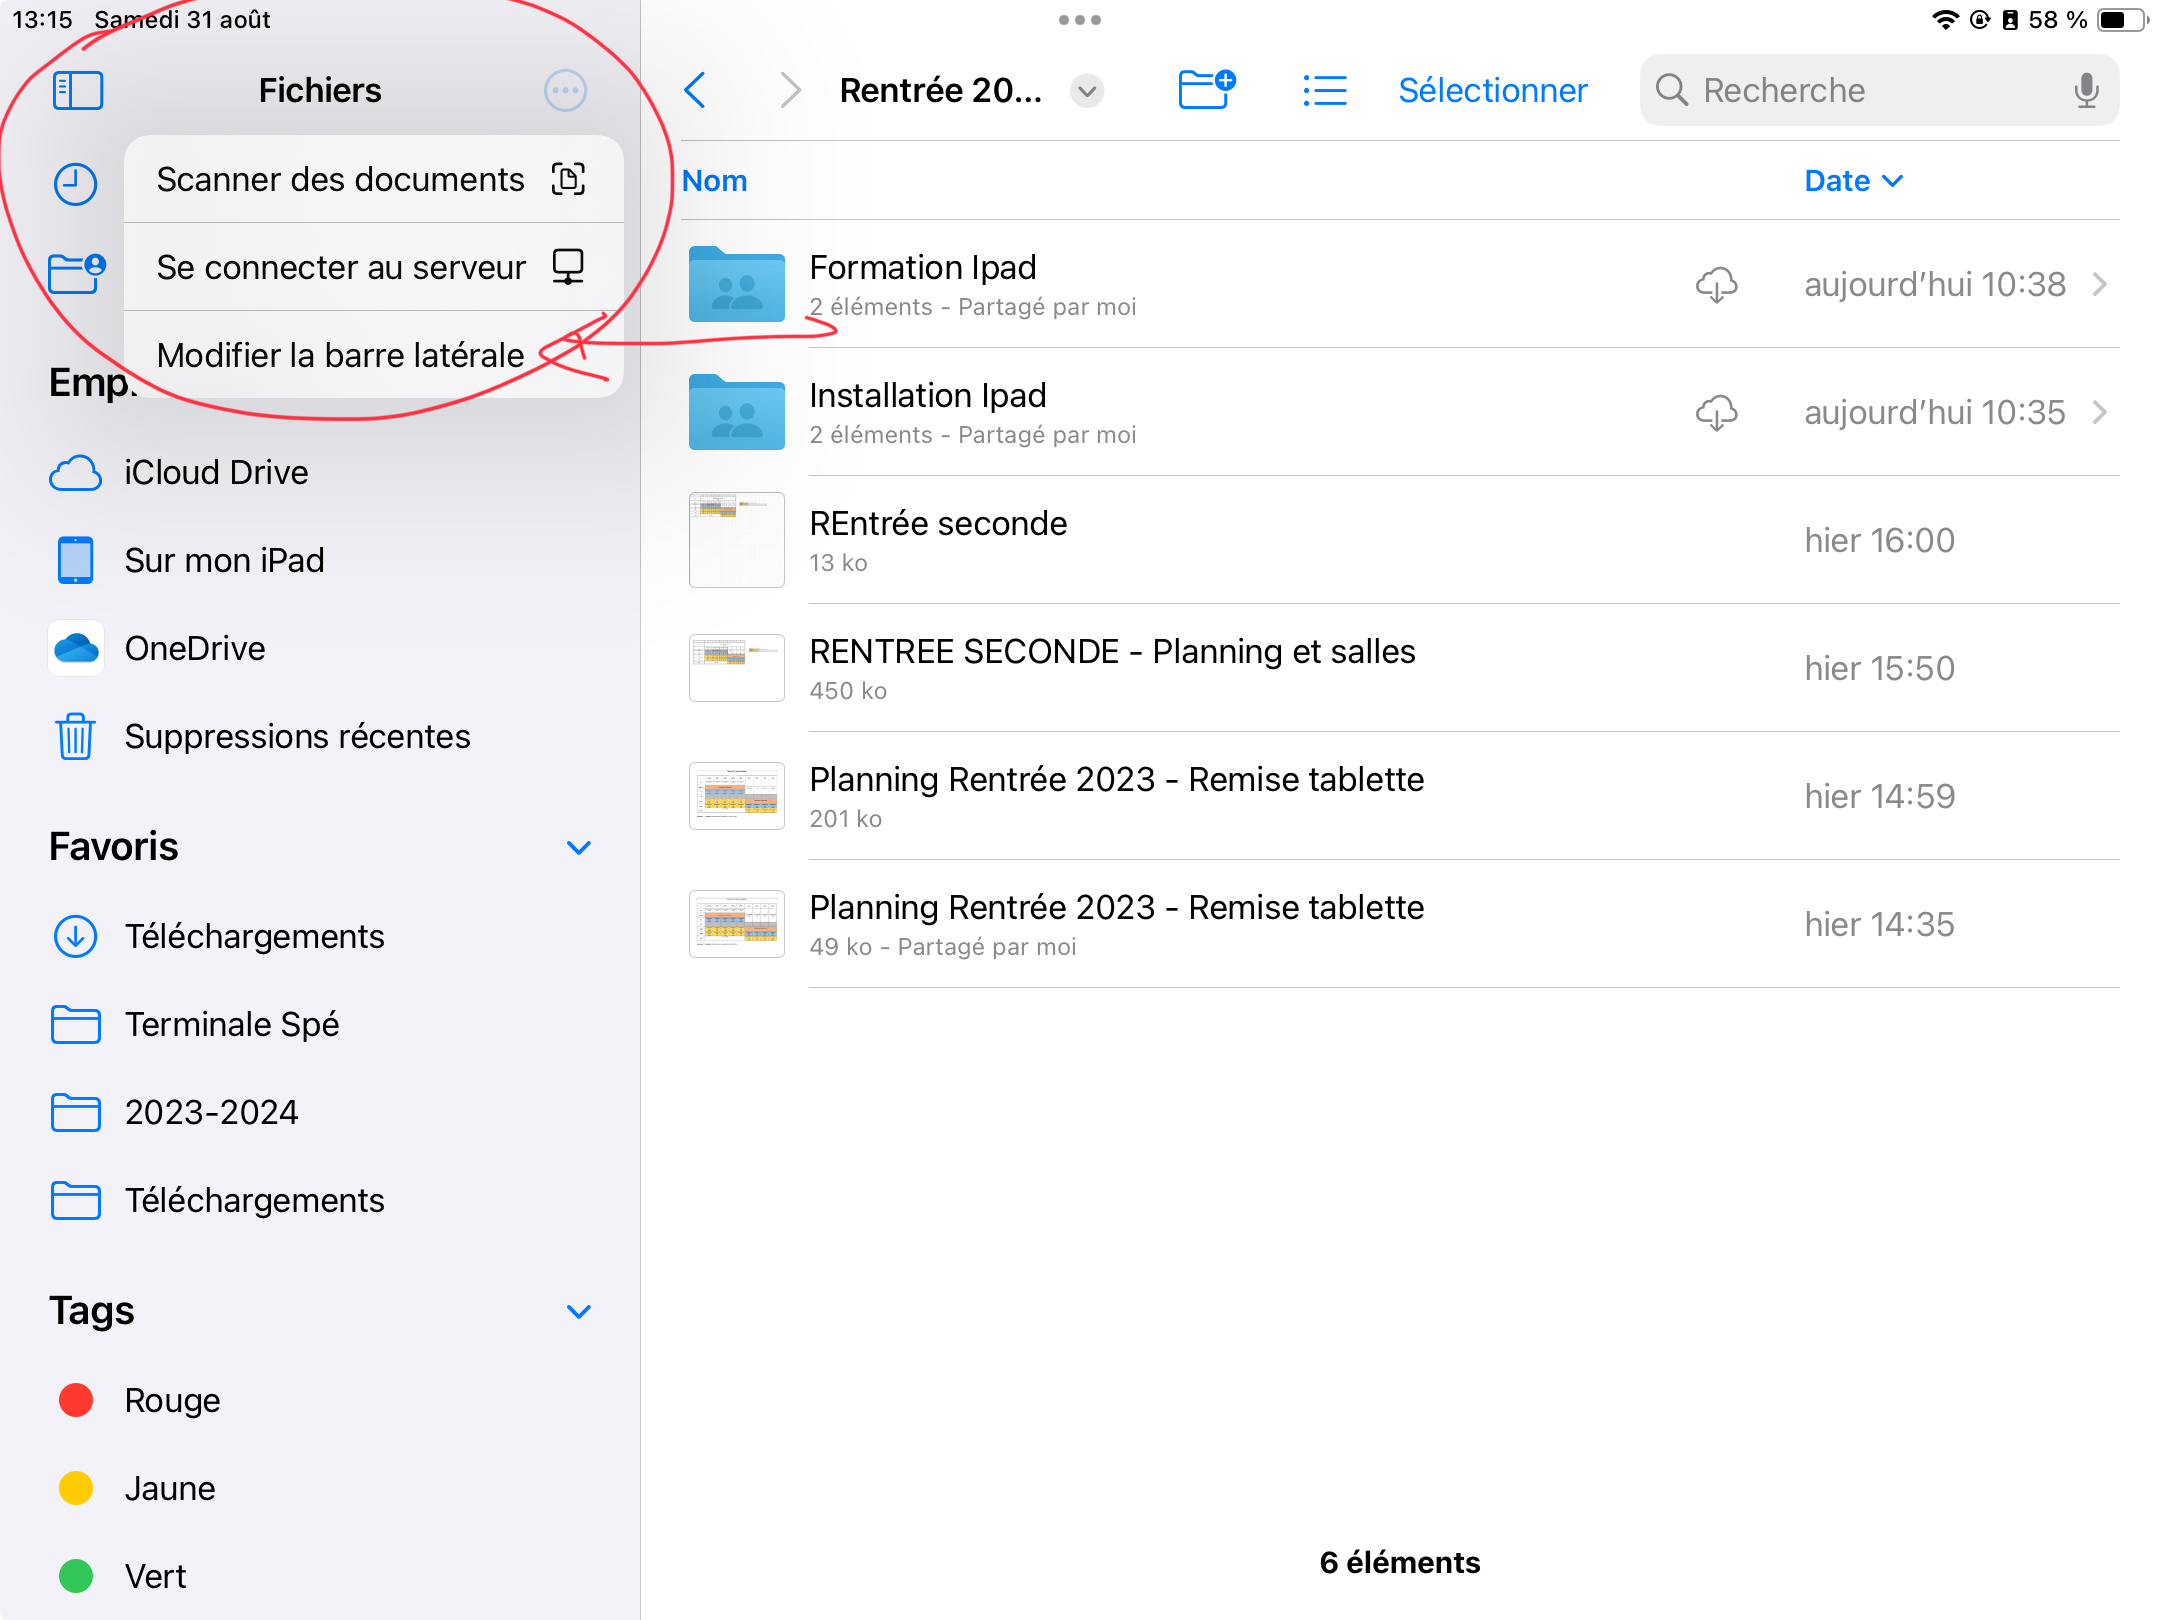 13:15 Samedi 31 août
58 %
Fichiers
Scanner des documents
Se connecter au serveur
Modifier la barre latérale
iCloud Drive
Sur mon iPad
OneDrive
Suppressions récentes
Favoris
Téléchargements
Terminale Spé
2023-2024
Téléchargements
Tags
Rouge
Jaune
Vert
Rentrée 20...
Sélectionner
Recherche
Nom
Date
Formation Ipad
2 éléments - Partagé par moi
aujourd’hui 10:38
Installation Ipad
2 éléments - Partagé par moi
aujourd’hui 10:35
REntrée seconde
13 ko
hier 16:00
RENTREE SECONDE - Planning et salles
450 ko
hier 15:50
Planning Rentrée 2023 - Remise tablette
201 ko
hier 14:59
Planning Rentrée 2023 - Remise tablette
49 ko - Partagé par moi
hier 14:35
6 éléments